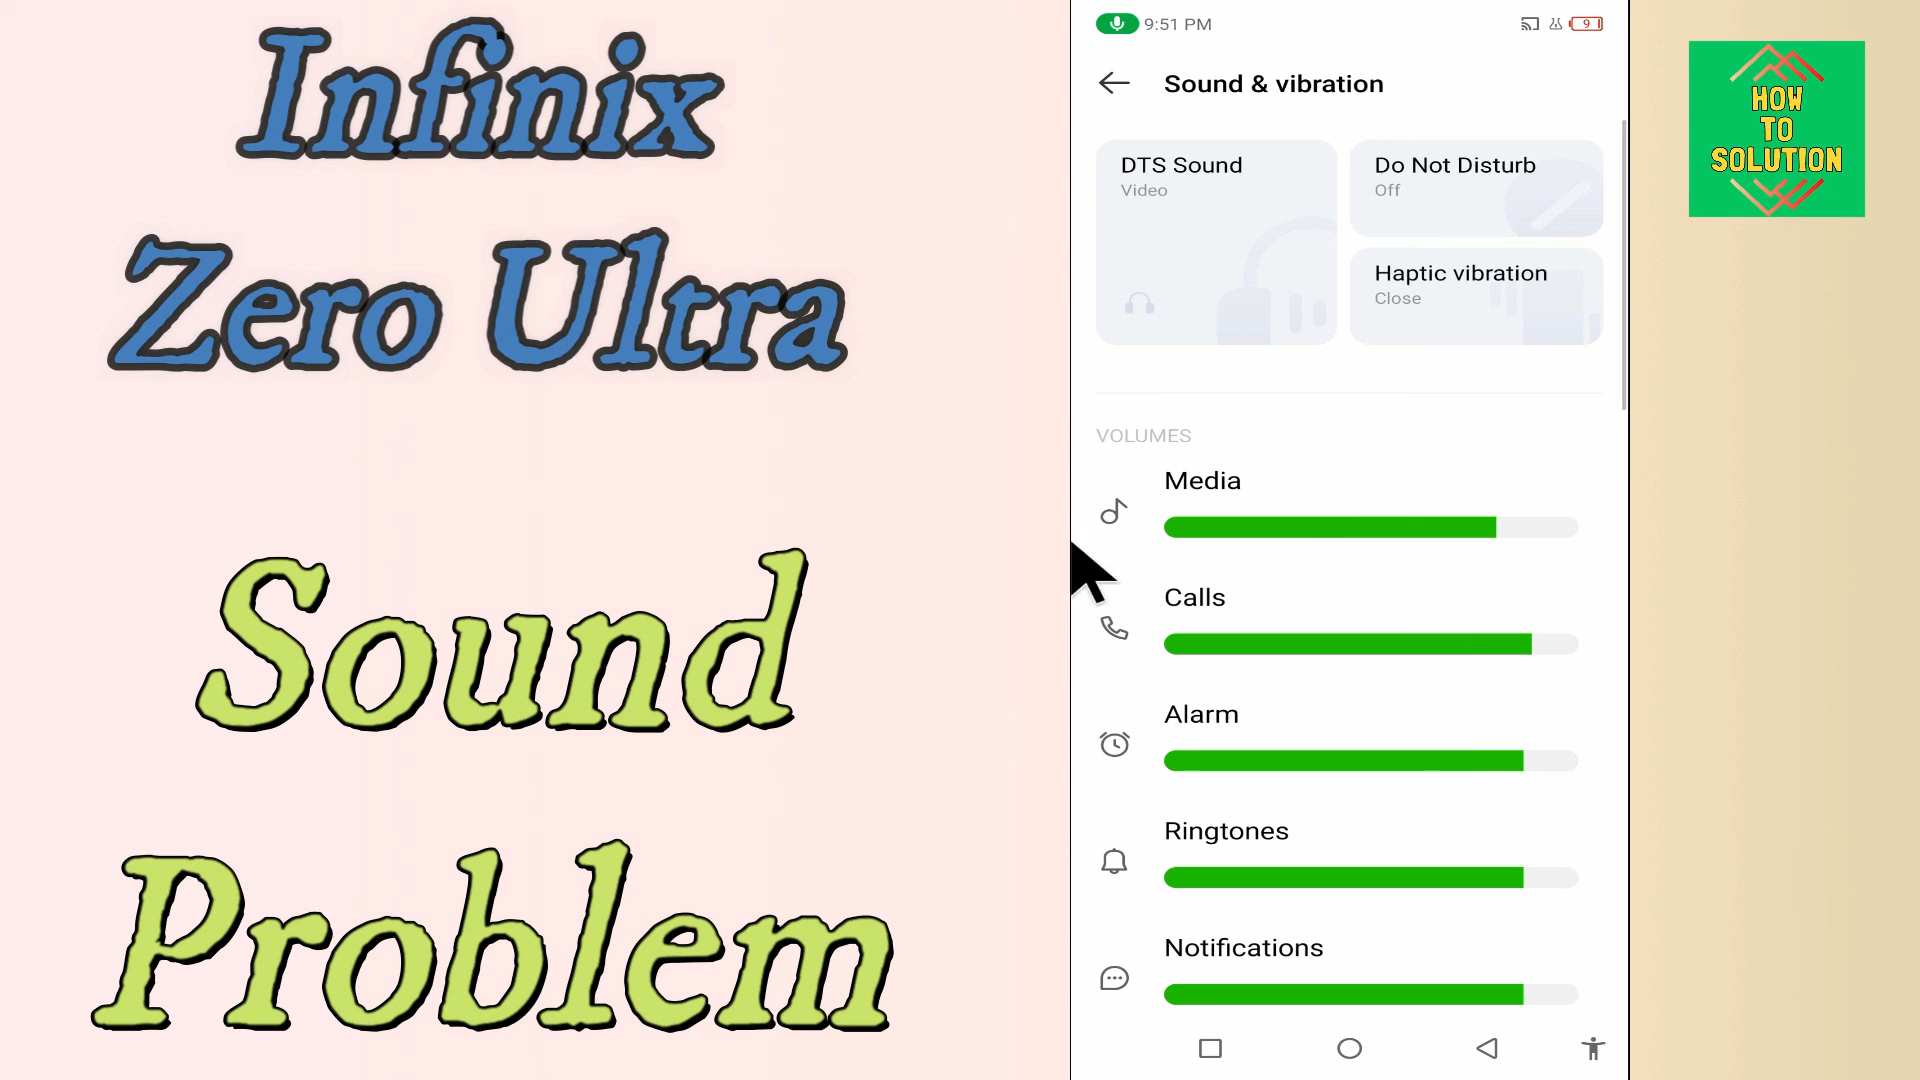 Infinix
Zero Ultra
Sound
Problem
9:51 PM
9
Sound & vibration
DTS Sound
Video
Do Not Disturb
Off
Haptic vibration
Close
VOLUMES
Media
Calls
Alarm
Ringtones
Notifications
HOW
TO
SOLUTION